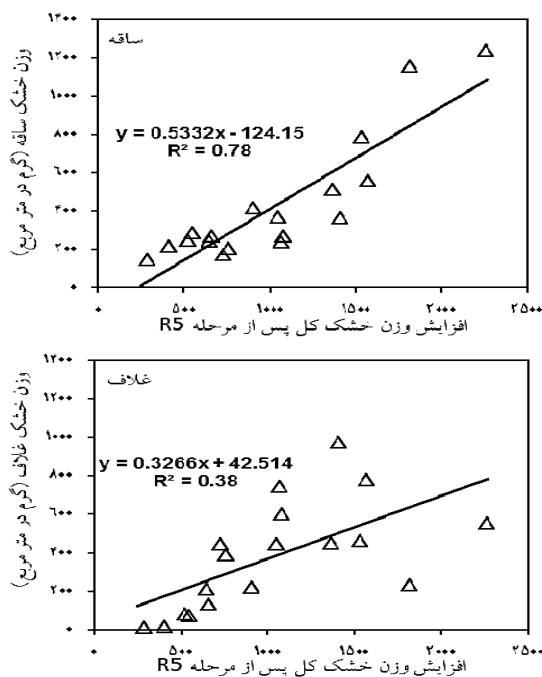 ساقه
وزن خشک ساقه (گرم در متر مربع)
۱۴۰۰
۱۲۰۰
۱۰۰۰
۸۰۰
۶۰۰
۴۰۰
۲۰۰
۰
y = 0.5332x - 124.15
R² = 0.78
۰ ۵۰۰ ۱۰۰۰ ۱۵۰۰ ۲۰۰۰ ۲۵۰۰
افزایش وزن خشک کل پس از مرحله R5
غلاف
وزن خشک غلاف (گرم در متر مربع)
۱۴۰۰
۱۲۰۰
۱۰۰۰
۸۰۰
۶۰۰
۴۰۰
۲۰۰
۰
y = 0.3266x + 42.514
R² = 0.38
۰ ۵۰۰ ۱۰۰۰ ۱۵۰۰ ۲۰۰۰ ۲۵۰۰
افزایش وزن خشک کل پس از مرحله R5